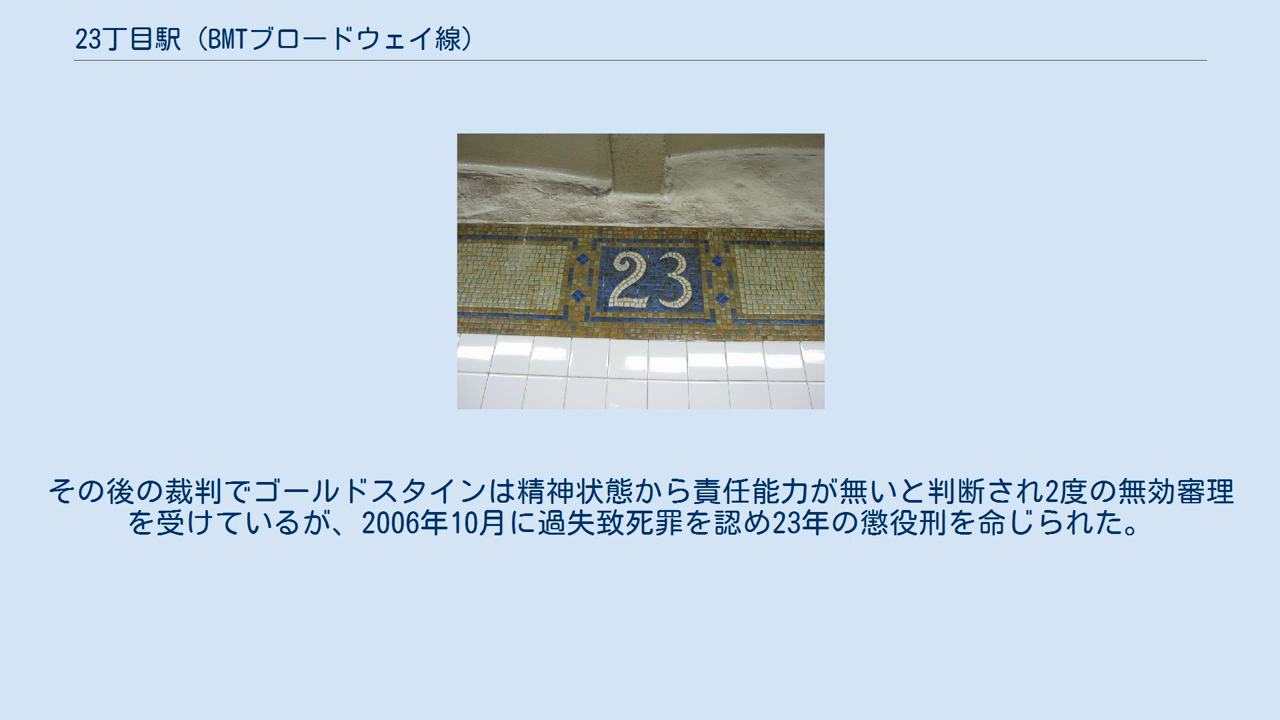 23丁目駅（BMTブロードウェイ線）
23
その後の裁判でゴールドスタインは精神状態から責任能力が無いと判断され2度の無効審理
を受けているが、2006年10月に過失致死罪を認め23年の懲役刑を命じられた。